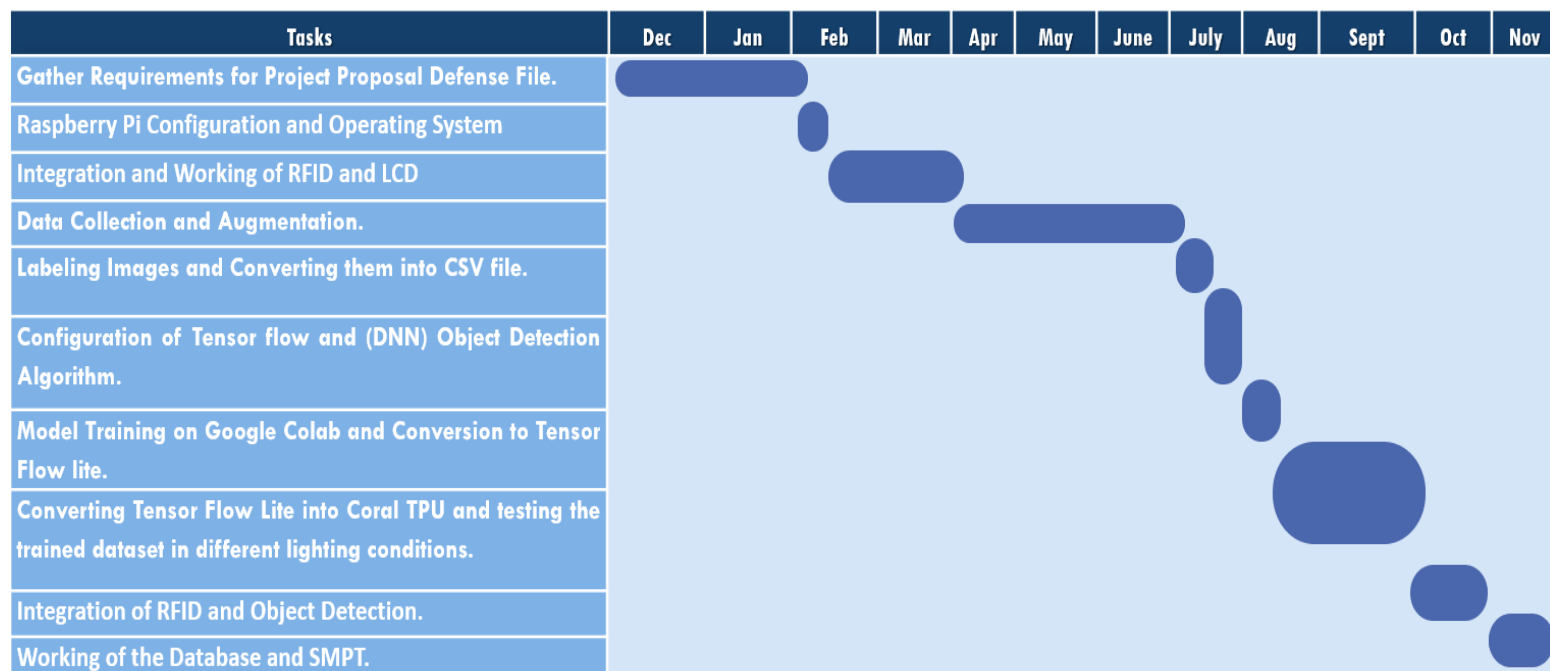 Tasks Dec Jan Feb Mar Apr May June July Aug Sept Oct Nov
Gather Requirements for Project Proposal Defense File.
Raspberry Pi Configuration and Operating System
Integration and Working of RFID and LCD
Data Collection and Augmentation.
Labeling Images and Converting them into CSV file.
Configuration of Tensor flow and (DNN) Object Detection
Algorithm.
Model Training on Google Colab and Conversion to Tensor
Flow lite.
Converting Tensor Flow Lite into Coral TPU and testing the
trained dataset in different lighting conditions.
Integration of RFID and Object Detection.
Working of the Database and SMPT.